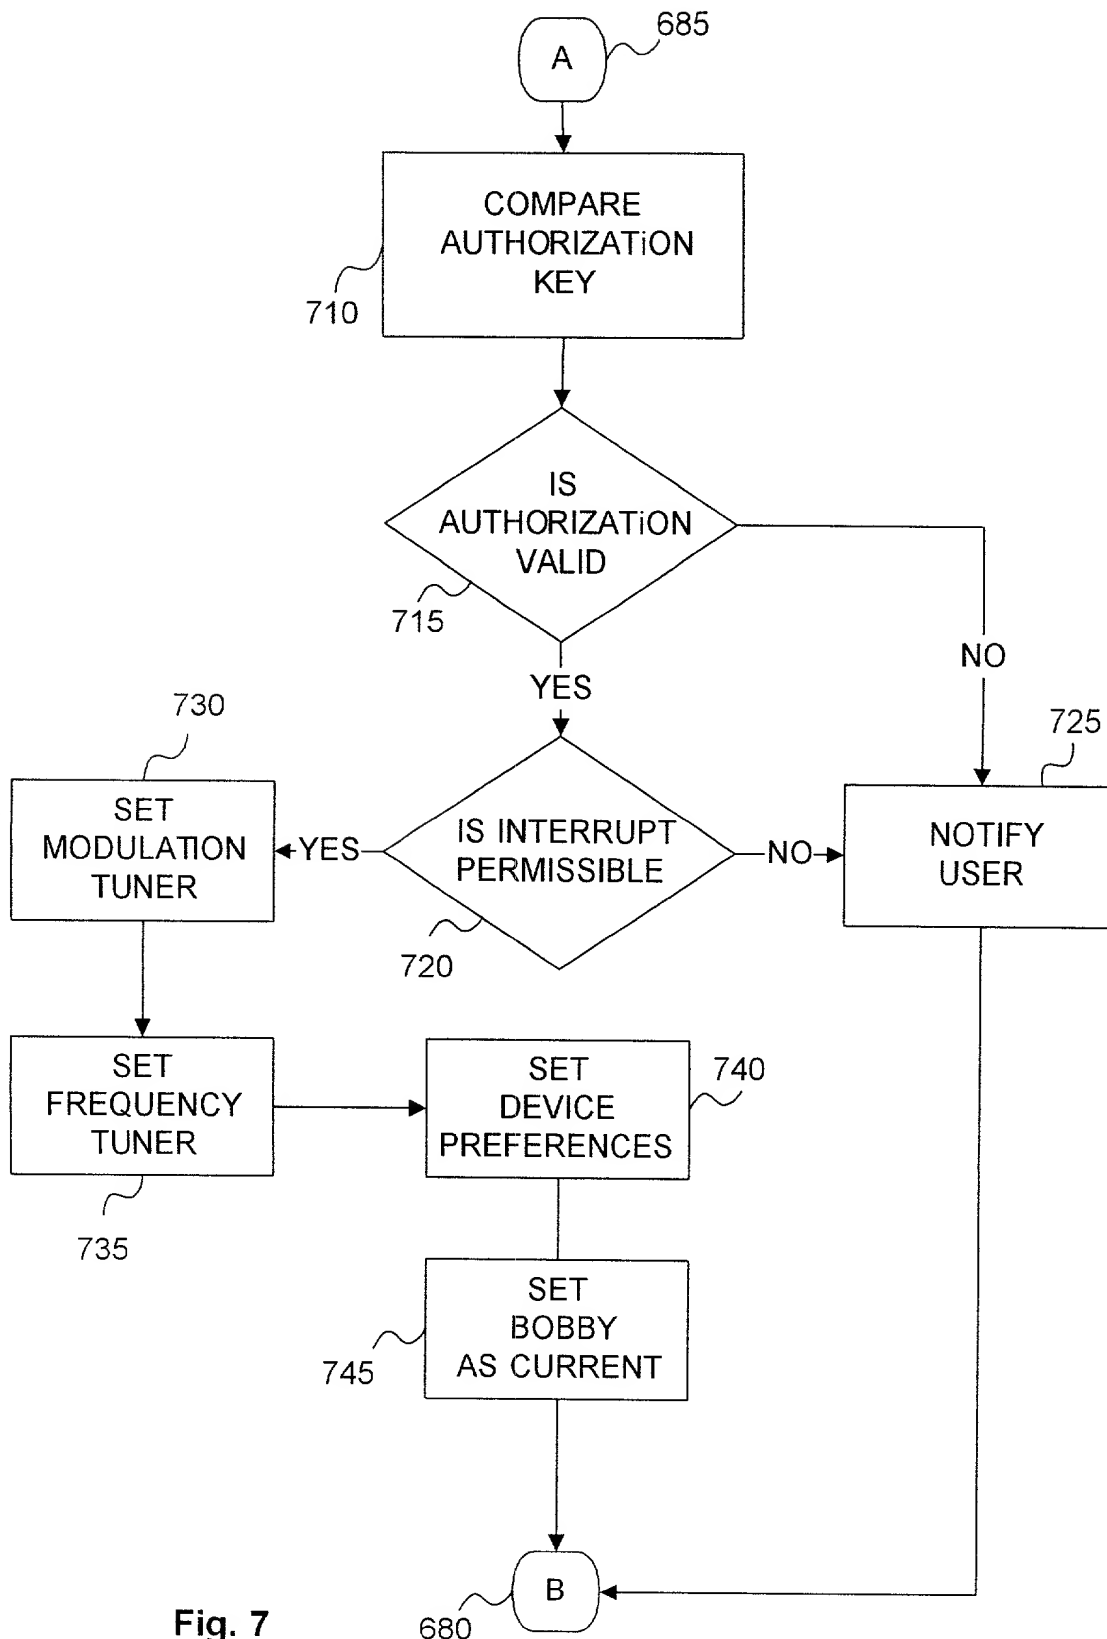 685
A
COMPARE
AUTHORIZATiON
KEY
710
IS
AUTHORIZATiON
VALID
715
NO
YES
730
725
SET
MODULATION
TUNER
YES
IS INTERRUPT
PERMISSIBLE
NO
NOTIFY
USER
720
SET
FREQUENCY
TUNER
735
SET
DEVICE
PREFERENCES
740
SET
BOBBY
AS CURRENT
745
B
680
Fig. 7